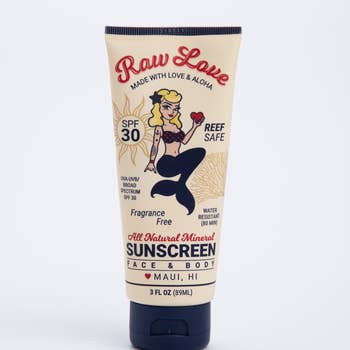 Raw Love
MADE WITH LOVE & ALOHA
SPF
30
REEF
SAFE
UVA/UVB/
BROAD
SPECTRUM
SPF 30
Fragrance
Free
WATER
RESISTANT
(80 MIN)
All Natural Mineral
SUNSCREEN
FACE & BODY
MAUI, HI
3 FL OZ (89ML)